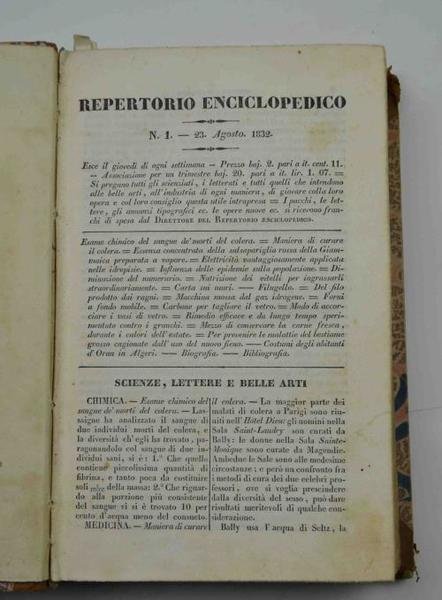 REPERTORIO ENCICLOPEDICO
N. 1. — 23. Agosto. 1832.
Esce il giovedì di ogni settimana — Prezzo baj. 2. pari a it. cent. 11.
— Associazione per un trimestre baj. 20. pari a it. lir. 1. 07. =
Si pregano tutti gli scienziati, i letterati e tutti quelli che intendono
alle belle arti, all'industria di ogni maniera, di giovare colla loro
opera e col loro consiglio questa utile intrapresa = I pacchi, le let-
tere, gli annunzi tipografici ec. le opere nuove ec. si ricevono fran-
chi di spesa dal DIRETTORE DEL REPERTORIO ENCICLOPEDICO.
Esame chimico del sangue de'morti del colera. = Maniera di curare
il colera. = Essenza concentrata della salsapariglia rossa della Giam-
maica preparata a vapore. = Elettricità vantaggiosamente applicata
nelle idropisie. = Influenza delle epidemie sulla popolazione. = Di-
minuzione del numerario. = Nutrizione dei vitelli per ingrassarli
straordinariamente. = Carta sui muri. — Filugello. = Del filo
prodotto dai ragni. = Macchina mossa dal gas idrogene. = Forni
a fondo mobile. = Carbone per tagliare il vetro. = Modo di accor-
ciare i vasi di vetro. = Rimedio efficace e da lungo tempo speri-
mentato contro i granchi. = Mezzo di conservare la carne fresca,
durante i calori dell'estate. = Per prevenire le malattie del bestiame
grosso cagionate dall'uso del nuovo fieno. — Costumi degli abitanti
d'Oran in Algeri. — Biografia. — Bibliografia.
SCIENZE, LETTERE E BELLE ARTI
CHIMICA. — Esame chimico del
sangue de' morti del colera. — Las-
saigne ha analizzato il sangue di
due individui morti del colera, e
la diversità ch'egli ha trovato, pa-
ragonandolo col sangue di due in-
dividui sani, si è: 1.° Che quello
contiene piccolissima quantità di
fibrina, e tanto poca da costituire
soli della massa: 2.° Che riguar-
do alla porzione più consistente
del sangue vi si è trovato 10 per
cento d'acqua meno del consueto.
MEDICINA. — Maniera di curare
il colera. — La maggior parte dei
malati di colera a Parigi sono riu-
niti nell'Hôtel Dieu: gli uomini nella
Sala Saint-Laudry son curati da
Bally: le donne nella Sala Sainte-
Monique sono curate da Magendie.
Ambedue le Sale sono alle medesime
circostanze; e però un confronto fra
i metodi di cura dei due celebri pro-
fessori, ove si voglia prescindere
dalla diversità del sesso, può dare
risultati meritevoli di qualche con-
siderazione.
Bally usa l'acqua di Seltz, la